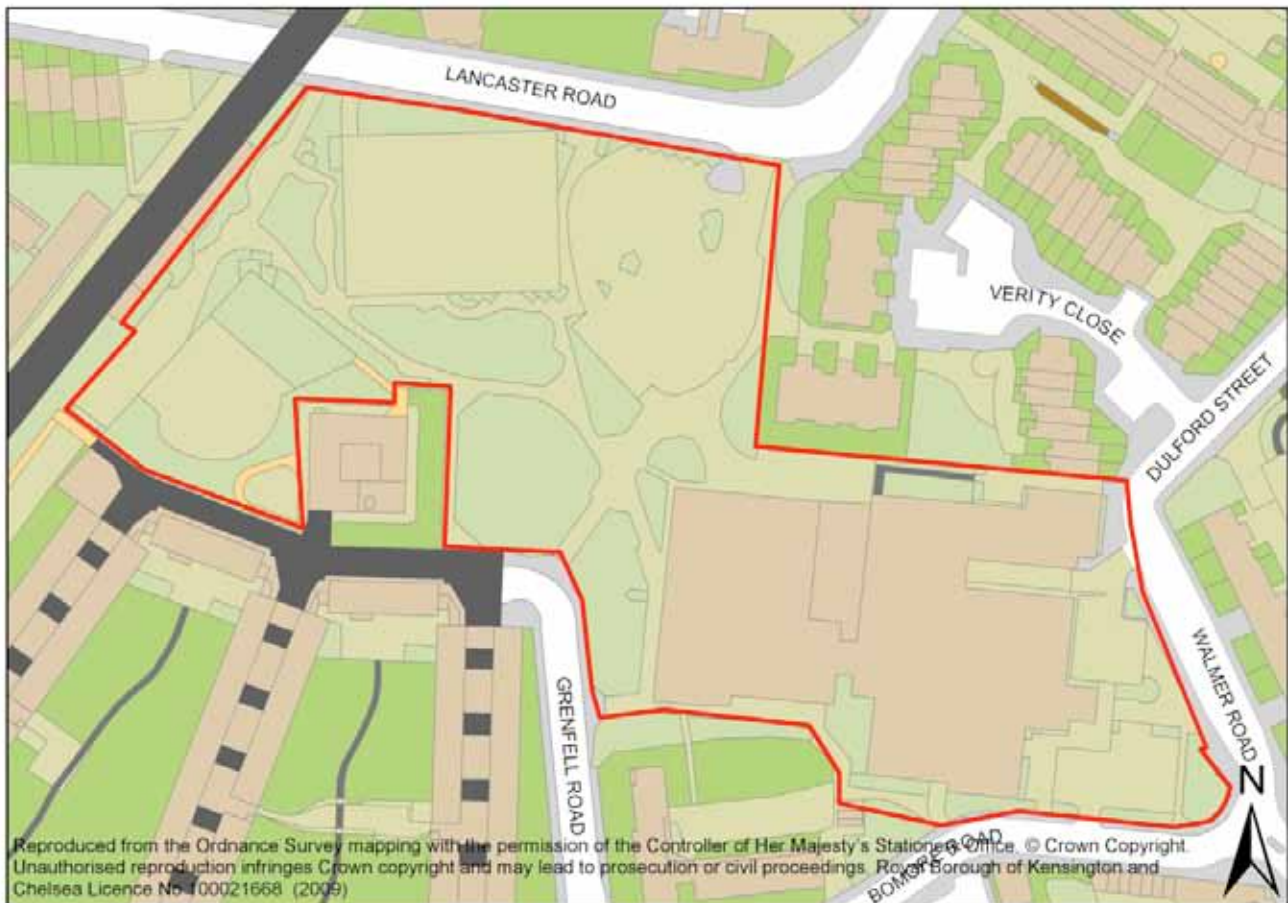 LANCASTER ROAD
VERITY CLOSE
DULFORD STREET
WALMER ROAD
GRENFELL ROAD
N
BOMORE ROAD
Reproduced from the Ordnance Survey mapping with the permission of the Controller of Her Majesty's Stationery Office. © Crown Copyright.
Unauthorised reproduction infringes Crown copyright and may lead to prosecution or civil proceedings. Royal Borough of Kensington and
Chelsea Licence No 100021668 (2009)